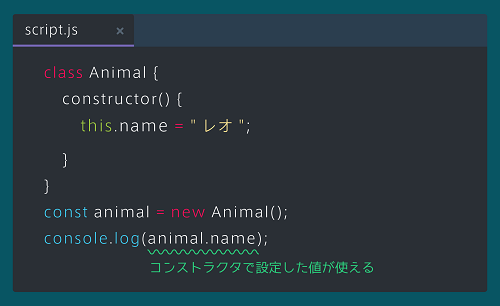 script.js ×
class Animal {
constructor() {
this.name = " レオ ";
}
}
const animal = new Animal();
console.log(animal.name);
コンストラクタで設定した値が使える